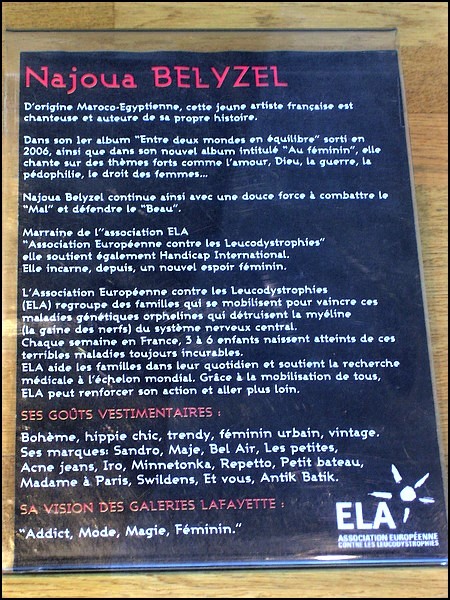 Najoua BELYZEL
D'origine Maroco-Egyptienne, cette jeune artiste française est
chanteuse et auteure de sa propre histoire.
Dans son 1er album "Entre deux mondes en équilibre" sorti en
2006, ainsi que dans son nouvel album intitulé "Au féminin", elle
chante sur des thèmes forts comme l'amour, Dieu, la guerre, la
pédophilie, le droit des femmes...
Najoua Belyzel continue ainsi avec une douce force à combattre le
"Mal" et défendre le "Beau".
Marraine de l''association ELA
"Association Européenne contre les Leucodystrophies"
elle soutient également Handicap International.
Elle incarne, depuis, un nouvel espoir féminin.
L'Association Européenne contre les Leucodystrophies
(ELA) regroupe des familles qui se mobilisent pour vaincre ces
maladies génétiques orphelines qui détruisent la myéline
(la gaine des nerfs) du système nerveux central.
Chaque semaine en France, 3 à 6 enfants naissent atteints de ces
terribles maladies toujours incurables.
ELA aide les familles dans leur quotidien et soutient la recherche
médicale à l'échelon mondial. Grâce à la mobilisation de tous,
ELA peut renforcer son action et aller plus loin.
SES GOÛTS VESTIMENTAIRES :
Bohème, hippie chic, trendy, féminin urbain, vintage.
Ses marques: Sandro, Maje, Bel Air, Les petites,
Acne jeans, Iro, Minnetonka, Repetto, Petit bateau,
Madame à Paris, Swildens, Et vous, Antik Batik.
SA VISION DES GALERIES LAFAYETTE :
"Addict, Mode, Magie, Féminin."
ELA
ASSOCIATION EUROPÉENNE
CONTRE LES LEUCODYSTROPHIES